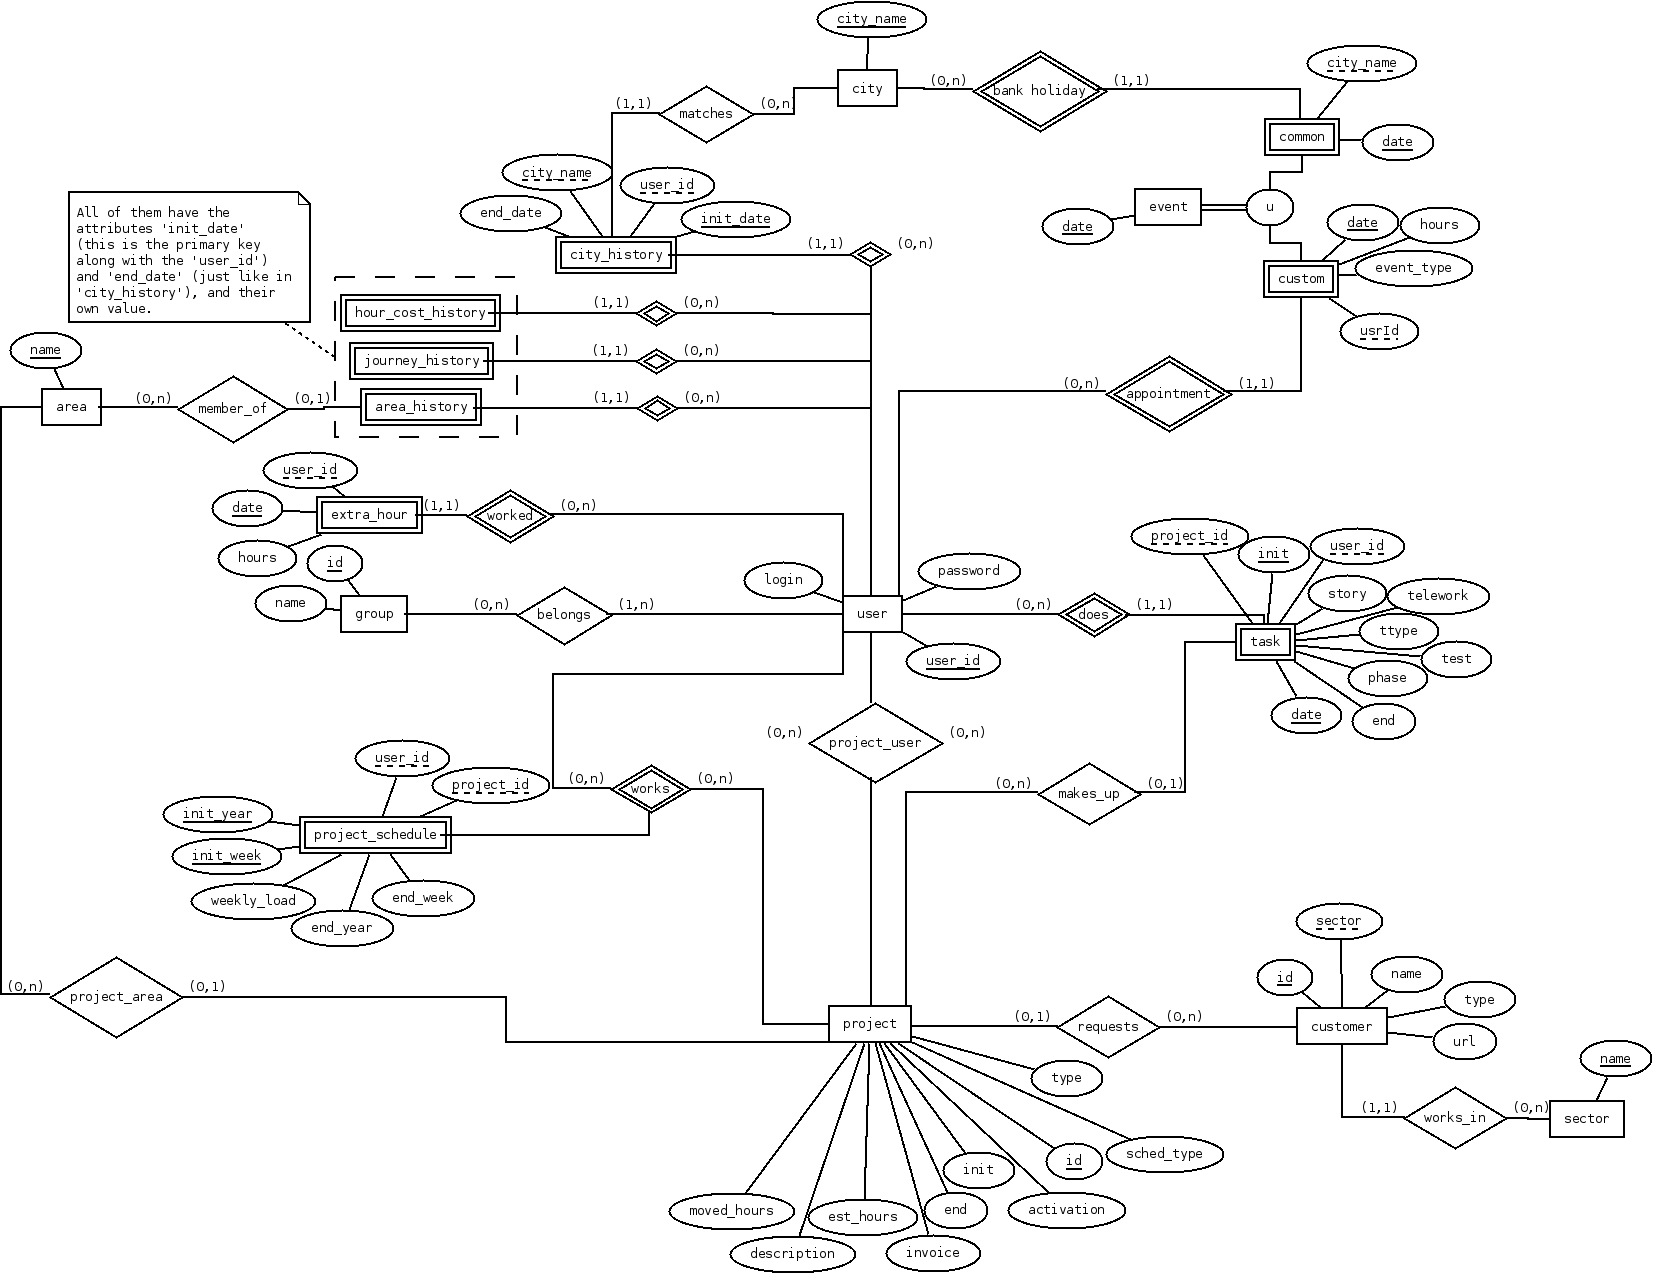 city_name
city
(0,n)
bank holiday
(1,1)
city_name
common
date
(1,1)
matches
(0,n)
city_name
user_id
end_date
init_date
city_history
(1,1)
(0,n)
event
date
u
date
hours
event_type
custom
usrId
All of them have the
attributes 'init_date'
(this is the primary key
along with the 'user_id')
and 'end_date' (just like in
'city_history'), and their
own value.
hour_cost_history
(1,1)
(0,n)
journey_history
(1,1)
(0,n)
area_history
(1,1)
(0,n)
name
area
(0,n)
member_of
(0,1)
(0,n)
appointment
(1,1)
user_id
date
extra_hour
hours
(1,1)
worked
(0,n)
id
name
group
(0,n)
belongs
(1,n)
login
password
user
user_id
(0,n)
does
(1,1)
project_id
init
user_id
story
telework
ttype
task
test
phase
date
end
(0,n)
project_user
(0,n)
(0,n)
makes_up
(0,1)
user_id
project_id
init_year
project_schedule
init_week
weekly_load
end_week
end_year
(0,n)
works
(0,n)
(0,n)
project_area
(0,1)
project
(0,1)
requests
(0,n)
sector
id
name
type
customer
url
name
(1,1)
works_in
(0,n)
sector
type
sched_type
id
init
activation
end
est_hours
moved_hours
description
invoice